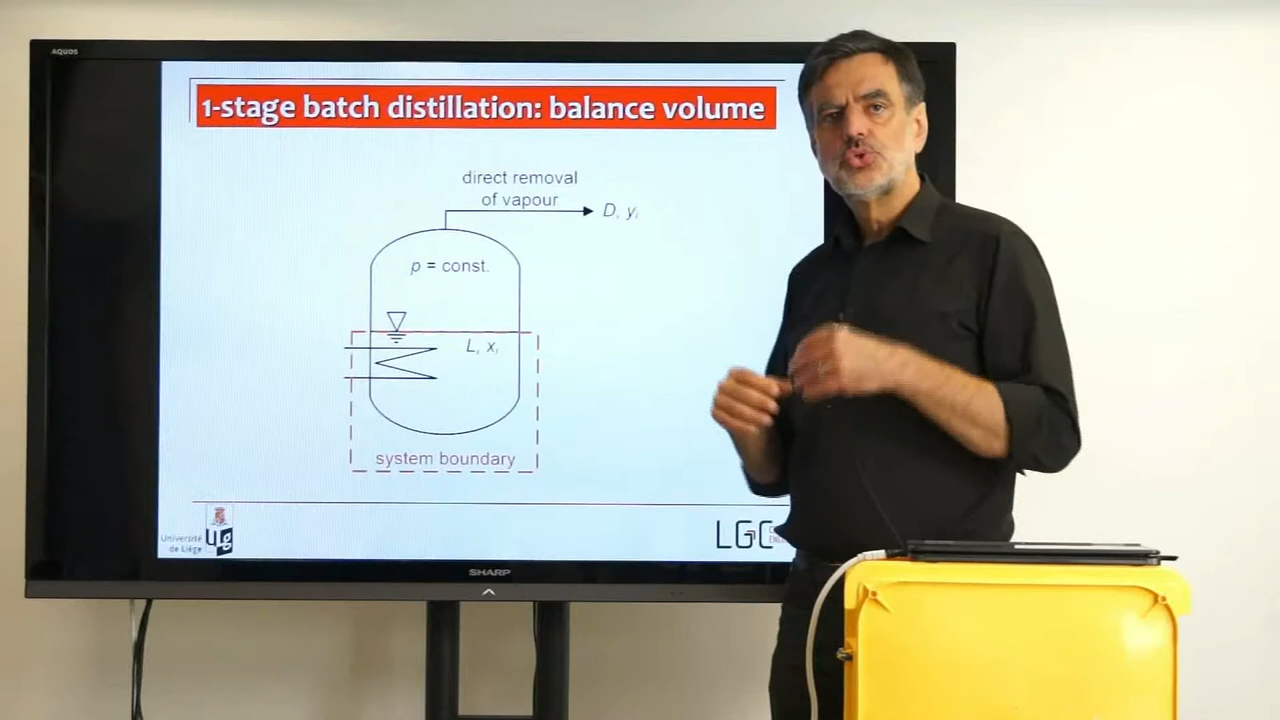 AQUOS
1-stage batch distillation: balance volume
direct removal
of vapour
D, yᵢ
p = const.
L, xᵢ
system boundary
Université
de Liège
ULg
LGC
SHARP